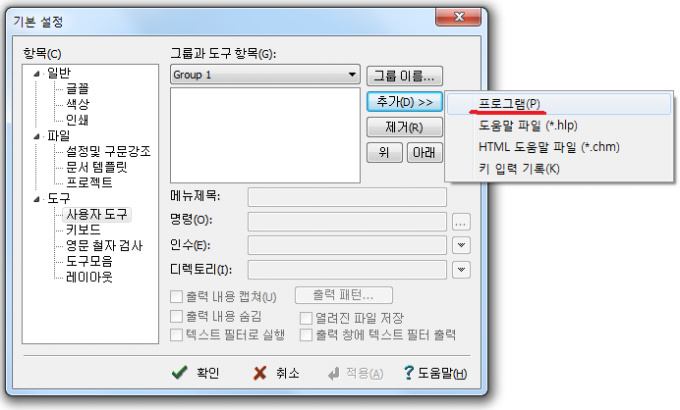 기본 설정
항목(C)
일반
글꼴
색상
인쇄
파일
설정및 구문강조
문서 템플릿
프로젝트
도구
사용자 도구
키보드
영문 철자 검사
도구모음
레이아웃
그룹과 도구 항목(G):
Group 1
그룹 이름...
추가(D) >>
제거(R)
위
아래
프로그램(P)
도움말 파일 (*.hlp)
HTML 도움말 파일 (*.chm)
키 입력 기록(K)
메뉴제목:
명령(O):
...
인수(E):
디렉토리(I):
출력 내용 캡쳐(U)
출력 패턴...
출력 내용 숨김
열려진 파일 저장
텍스트 필터로 실행
출력 창에 텍스트 필터 출력
확인
취소
적용(A)
도움말(H)